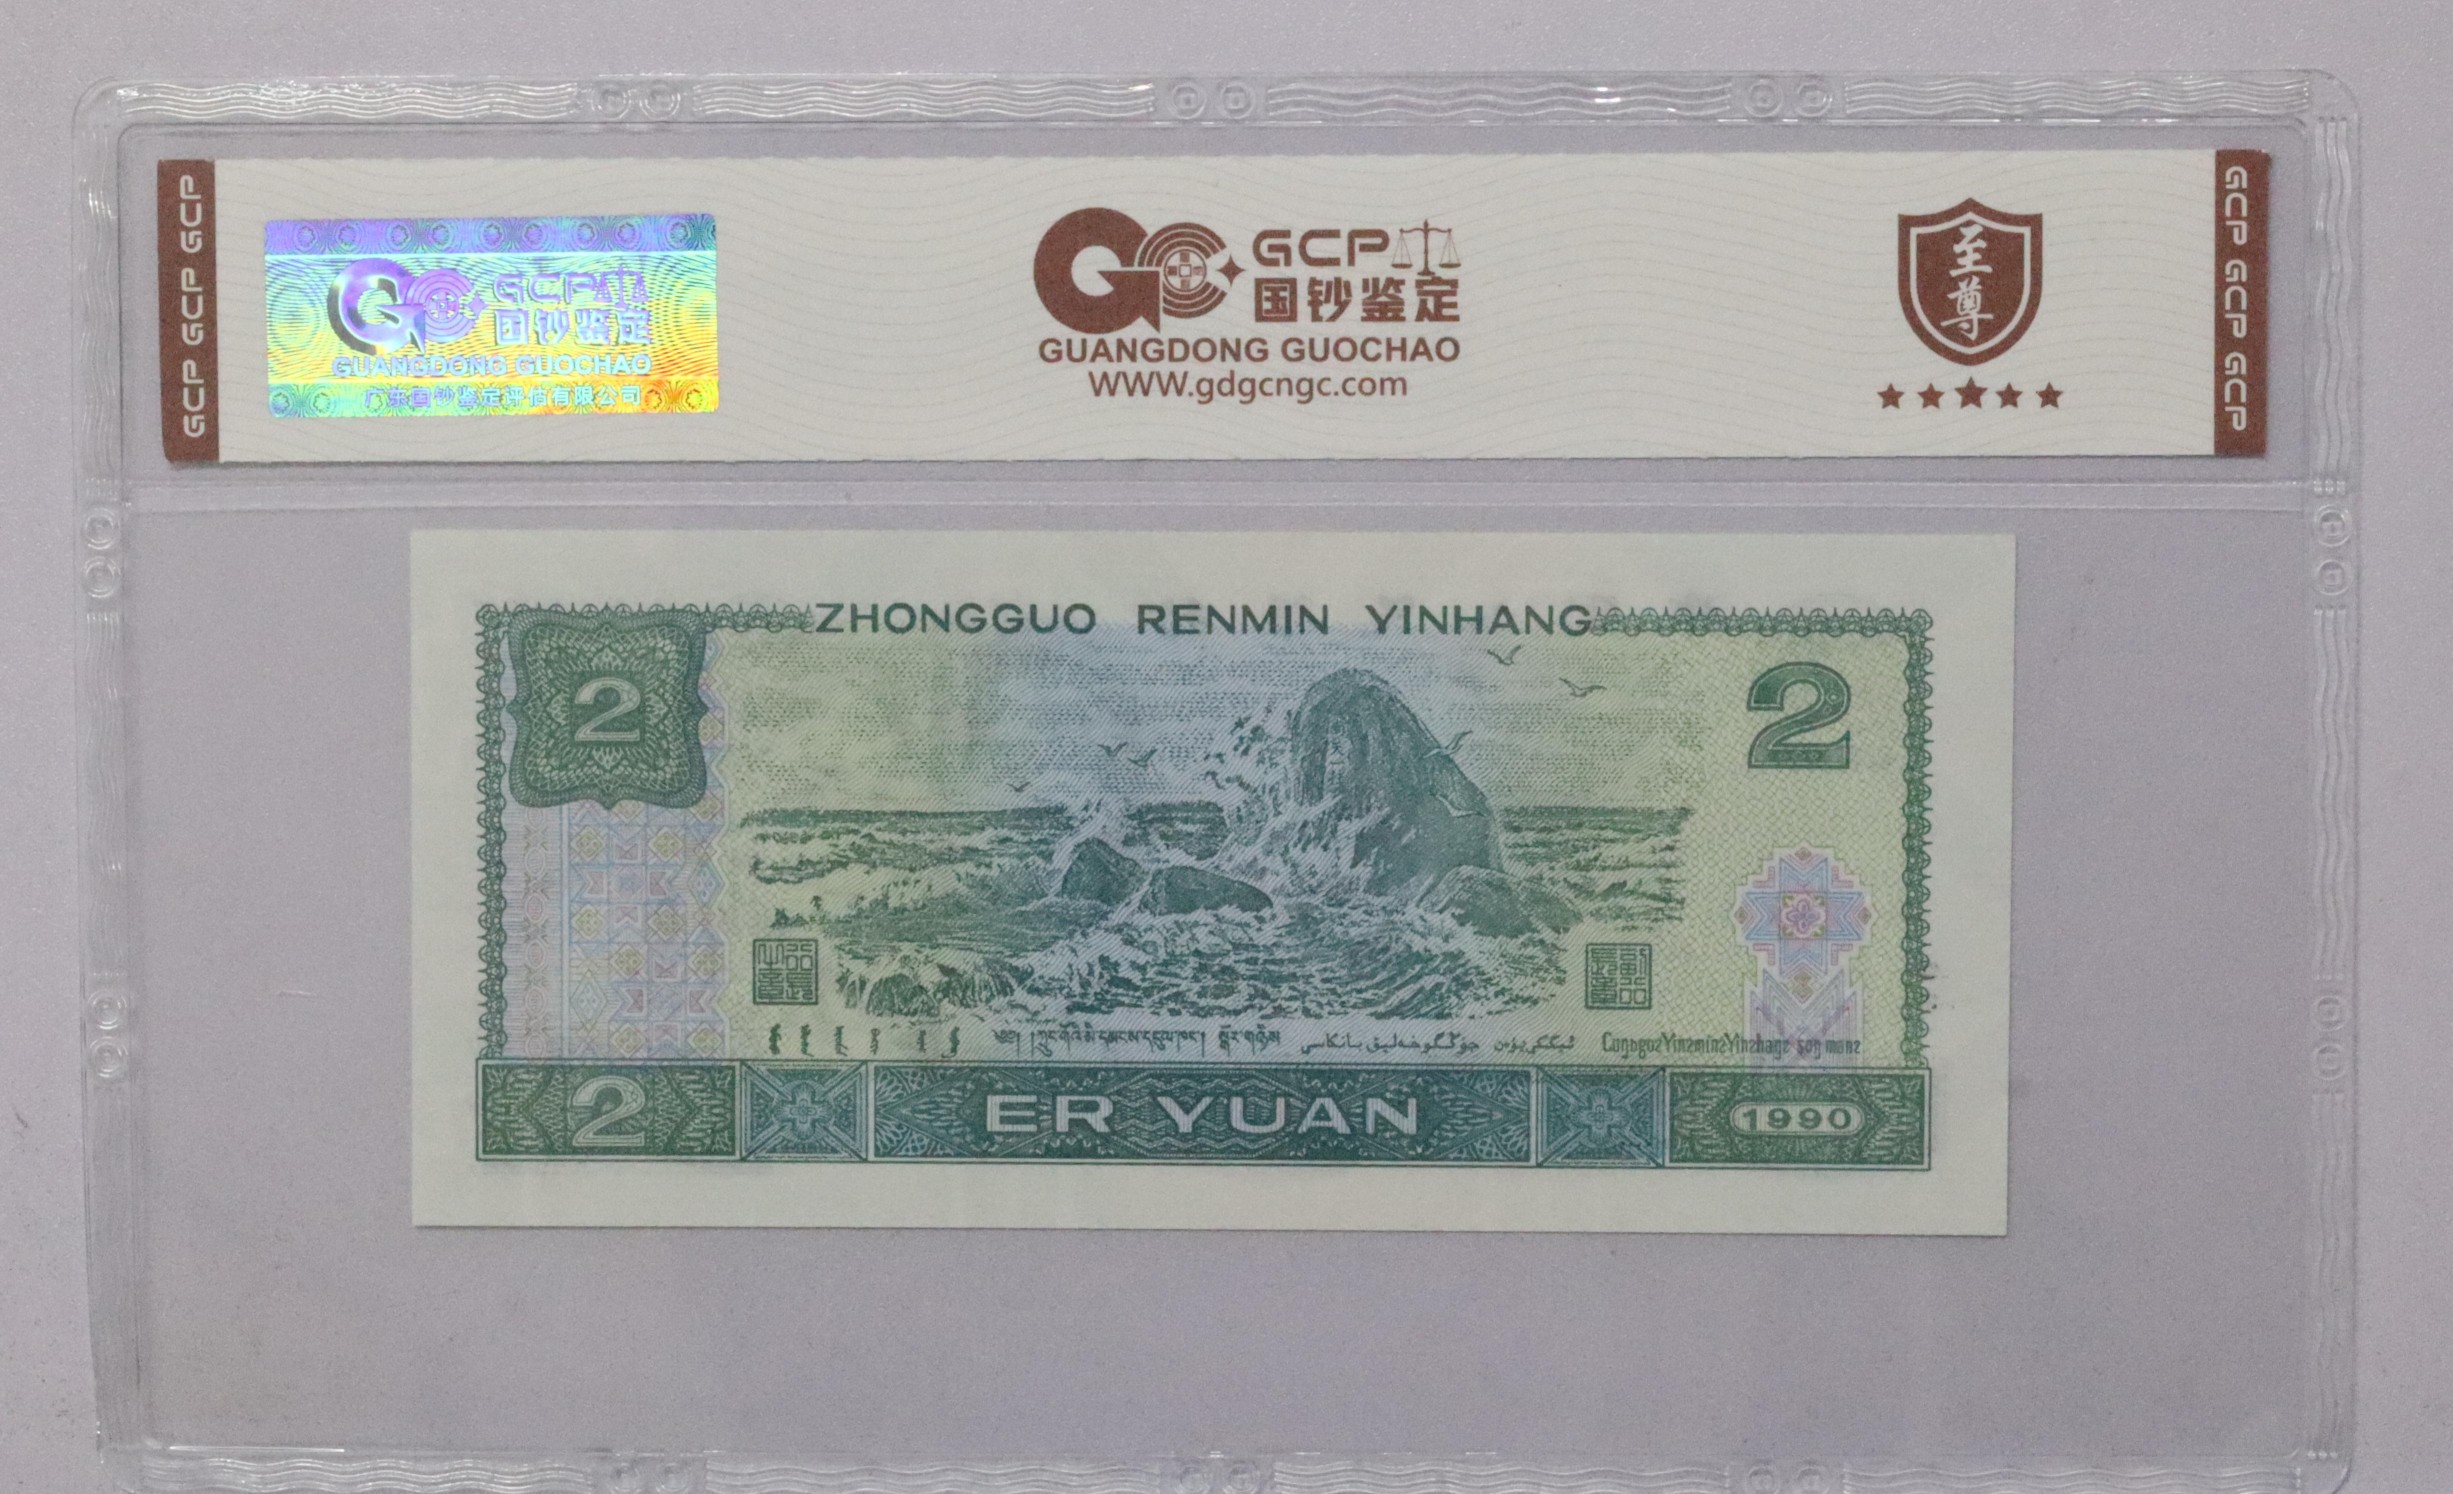 GCP GCP GCP
GCP
国钞鉴定
GUANGDONG GUOCHAO
广东国钞鉴定评估有限公司
GCP
国钞鉴定
GUANGDONG GUOCHAO
WWW.gdgcngc.com
至尊
GCP GCP GCP
ZHONGGUO RENMIN YINHANG
2
2
2
ER YUAN
1990